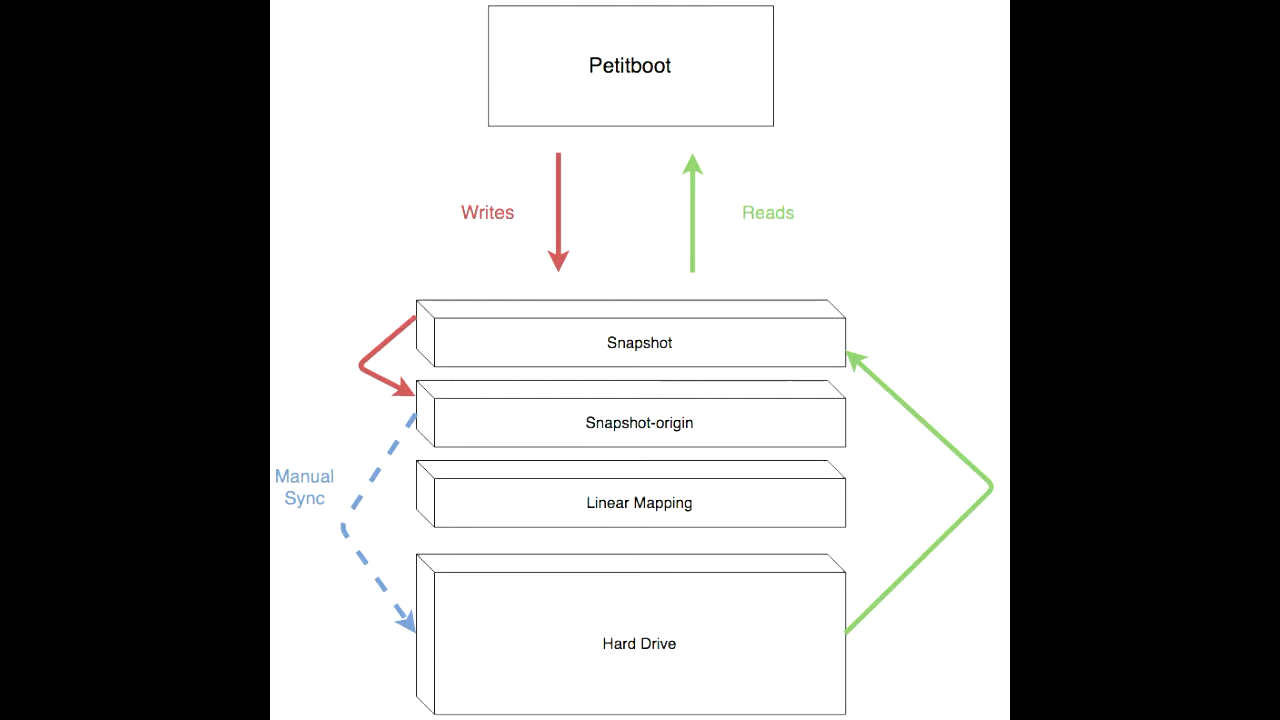 Petitboot
Writes
Reads
Snapshot
Snapshot-origin
Manual
Sync
Linear Mapping
Hard Drive